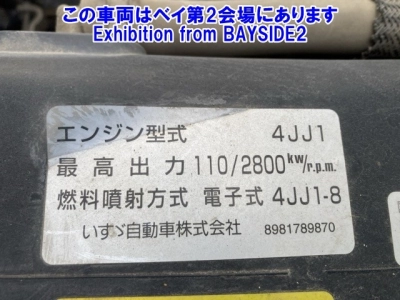 この車両はベイ第2会場にあります
Exhibition from BAYSIDE2
エンジン型式 4JJ1
最高出力 110/2800kw/r.p.m.
燃料噴射方式 電子式 4JJ1-8
いすゞ自動車株式会社 8981789870